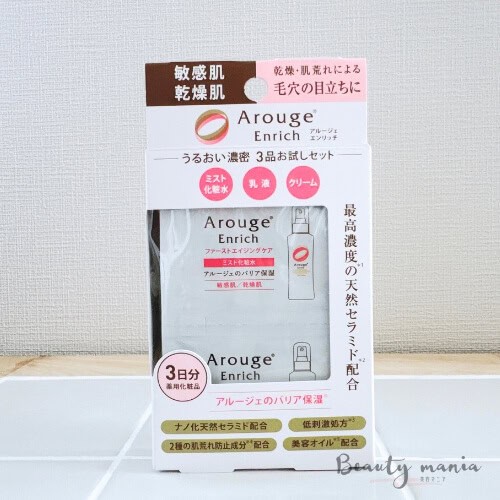 敏感肌
乾燥肌
乾燥・肌荒れによる
毛穴の目立ちに
Arouge®
Enrich
アルージェ
エンリッチ
うるおい濃密 3品お試しセット
ミスト
化粧水
乳液
クリーム
最高濃度の天然セラミド配合
Arouge®
Enrich
ファーストエイジングケア
ミスト化粧水
アルージェのバリア保湿
敏感肌/乾燥肌
Arouge®
Enrich
3日分
薬用化粧品
アルージェのバリア保湿
ナノ化天然セラミド配合
低刺激処方
2種の肌荒れ防止成分配合
美容オイル配合
Beauty mania